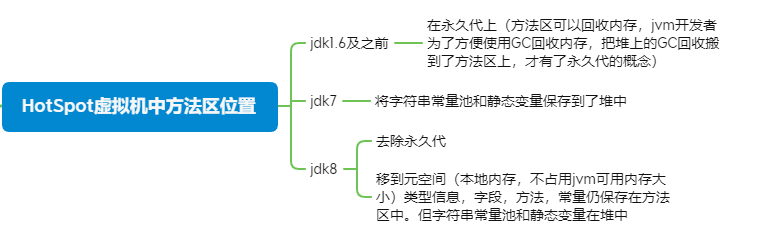 HotSpot虚拟机中方法区位置
jdk1.6及之前
在永久代上（方法区可以回收内存，jvm开发者
为了方便使用GC回收内存，把堆上的GC回收搬
到了方法区上，才有了永久代的概念）
jdk7
将字符串常量池和静态变量保存到了堆中
jdk8
去除永久代
移到元空间（本地内存，不占用jvm可用内存大
小）类型信息，字段，方法，常量仍保存在方法
区中。但字符串常量池和静态变量在堆中